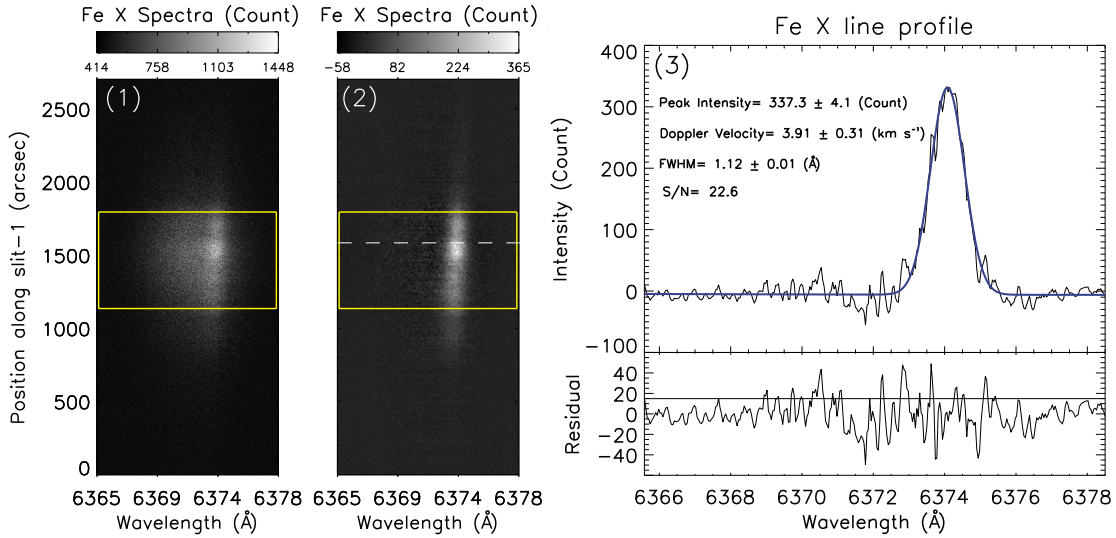 Fe X Spectra (Count)
414 758 1103 1448
(1)
Position along slit-1 (arcsec)
2500
2000
1500
1000
500
0
6365 6369 6374 6378
Wavelength (Å)
Fe X Spectra (Count)
-58 82 224 365
(2)
6365 6369 6374 6378
Wavelength (Å)
Fe X line profile
(3)
Peak Intensity= 337.3 ± 4.1 (Count)
Doppler Velocity= 3.91 ± 0.31 (km s⁻¹)
FWHM= 1.12 ± 0.01 (Å)
S/N= 22.6
Intensity (Count)
400
300
200
100
0
-100
Residual
40
20
0
-20
-40
6366 6368 6370 6372 6374 6376 6378
Wavelength (Å)